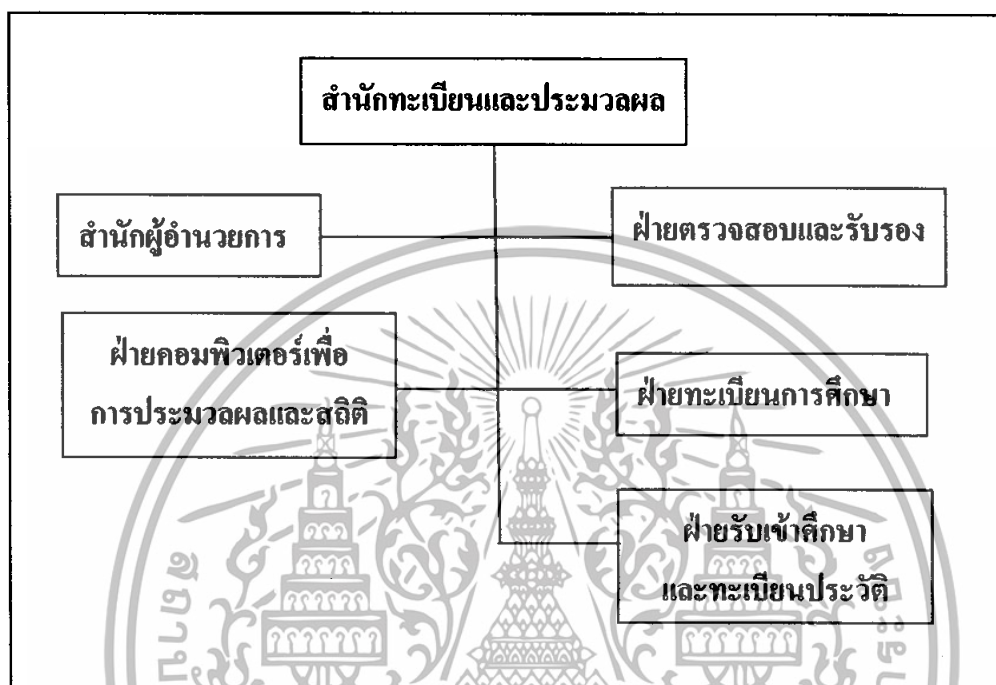 สำนักทะเบียนและประมวลผล
สำนักผู้อำนวยการ
ฝ่ายตรวจสอบและรับรอง
ฝ่ายคอมพิวเตอร์เพื่อ
การประมวลผลและสถิติ
ฝ่ายทะเบียนการศึกษา
ฝ่ายรับเข้าศึกษา
และทะเบียนประวัติ